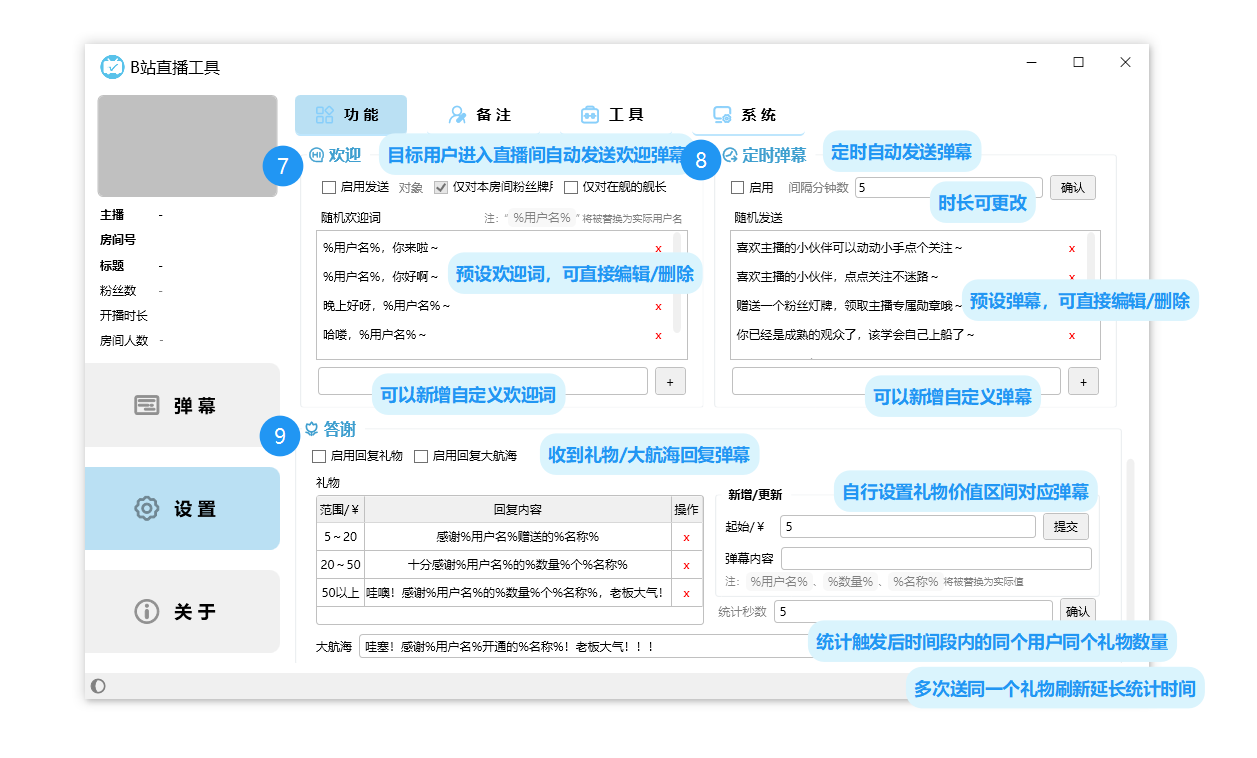 B站直播工具
功能
备注
工具
系统
主播 -
房间号
标题 -
粉丝数 -
开播时长
房间人数 -
弹幕
设置
关于
7
欢迎
目标用户进入直播间自动发送欢迎弹幕
启用发送 对象 仅对本房间粉丝牌 仅对在舰的舰长
随机欢迎词 注：“ %用户名% ”将被替换为实际用户名
%用户名%，你来啦~ x
%用户名%，你好啊~
预设欢迎词，可直接编辑/删除
晚上好呀，%用户名%~ x
哈喽，%用户名%~ x
+
可以新增自定义欢迎词
8
定时弹幕
定时自动发送弹幕
启用 间隔分钟数 5 确认
时长可更改
随机发送
喜欢主播的小伙伴可以动动小手点个关注~ x
喜欢主播的小伙伴，点点关注不迷路~ x
赠送一个粉丝灯牌，领取主播专属勋章哦~
预设弹幕，可直接编辑/删除
你已经是成熟的观众了，该学会自己上船了~ x
+
可以新增自定义弹幕
9
答谢
启用回复礼物 启用回复大航海
收到礼物/大航海回复弹幕
礼物
范围/¥ 回复内容 操作
5~20 感谢%用户名%赠送的%名称% x
20~50 十分感谢%用户名%的%数量%个%名称% x
50以上 哇噢！感谢%用户名%的%数量%个%名称%，老板大气！ x
大航海 哇塞！感谢%用户名%开通的%名称%！老板大气！！！
新增/更新
自行设置礼物价值区间对应弹幕
起始/¥ 5 提交
弹幕内容
注： %用户名% 、 %数量% 、 %名称% 将被替换为实际值
统计秒数 5 确认
统计触发后时间段内的同个用户同个礼物数量
多次送同一个礼物刷新延长统计时间